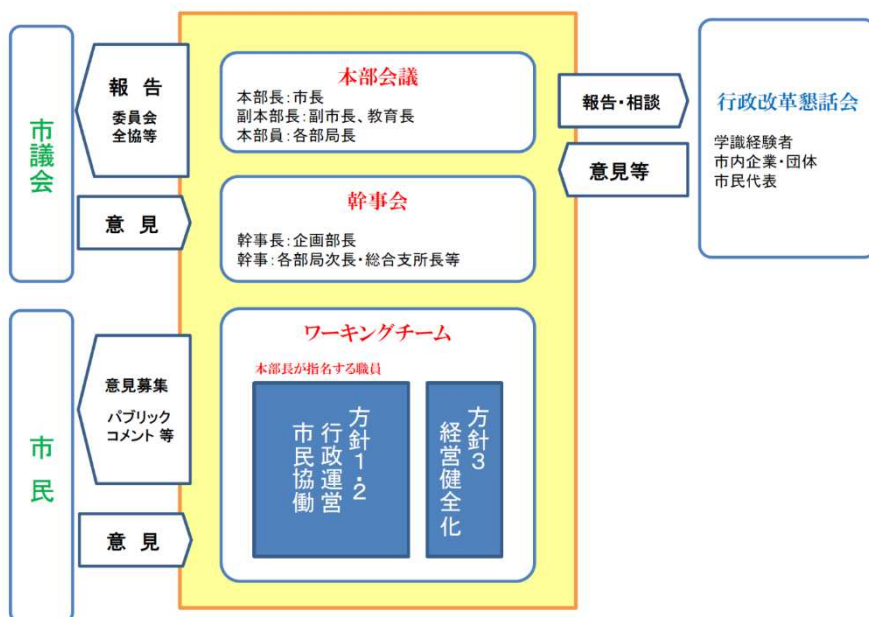 市議会
報 告
委員会
全協等
意 見
本部会議
本部長：市長
副本部長：副市長、教育長
本部員：各部局長
幹事会
幹事長：企画部長
幹事：各部局次長・総合支所長等
報告・相談
意見等
行政改革懇話会
学識経験者
市内企業・団体
市民代表
市 民
意見募集
パブリック
コメント 等
意 見
ワーキングチーム
本部長が指名する職員
方針１・２
行政運営
市民協働
方針３
経営健全化